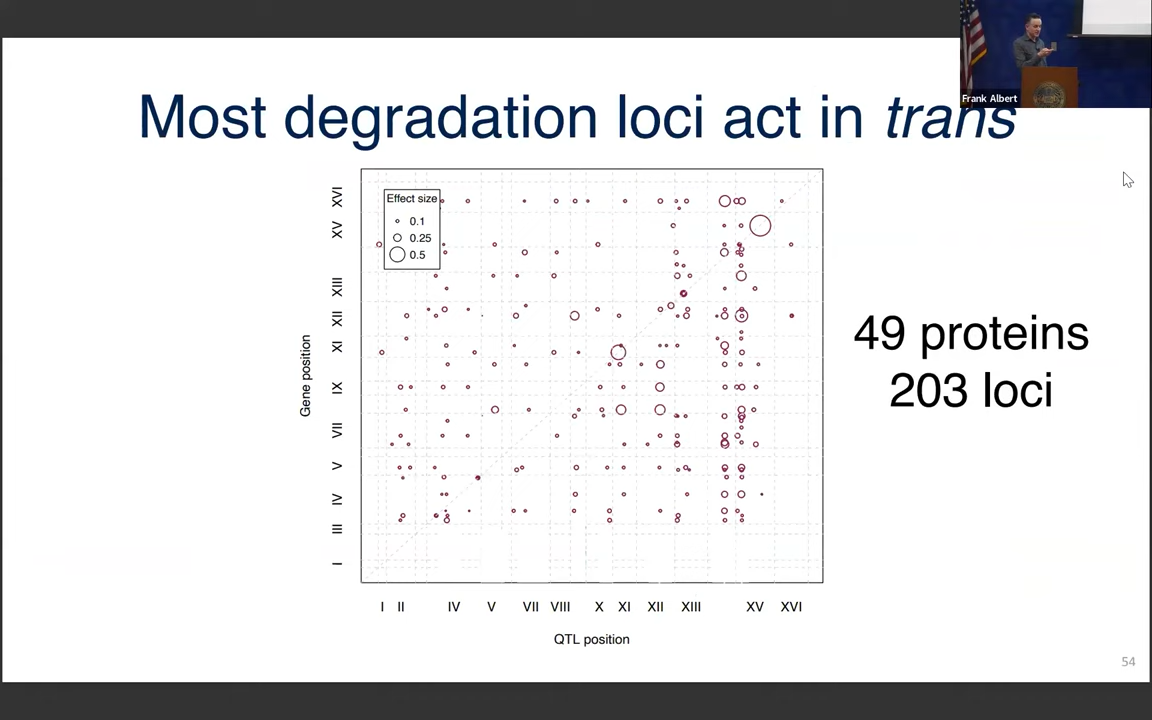 Frank Albert
Most degradation loci act in trans
Effect size
0.1
0.25
0.5
XVI
XV
XIII
XII
XI
IX
VII
V
IV
III
I
Gene position
I II IV V VII VIII X XI XII XIII XV XVI
QTL position
49 proteins
203 loci
54